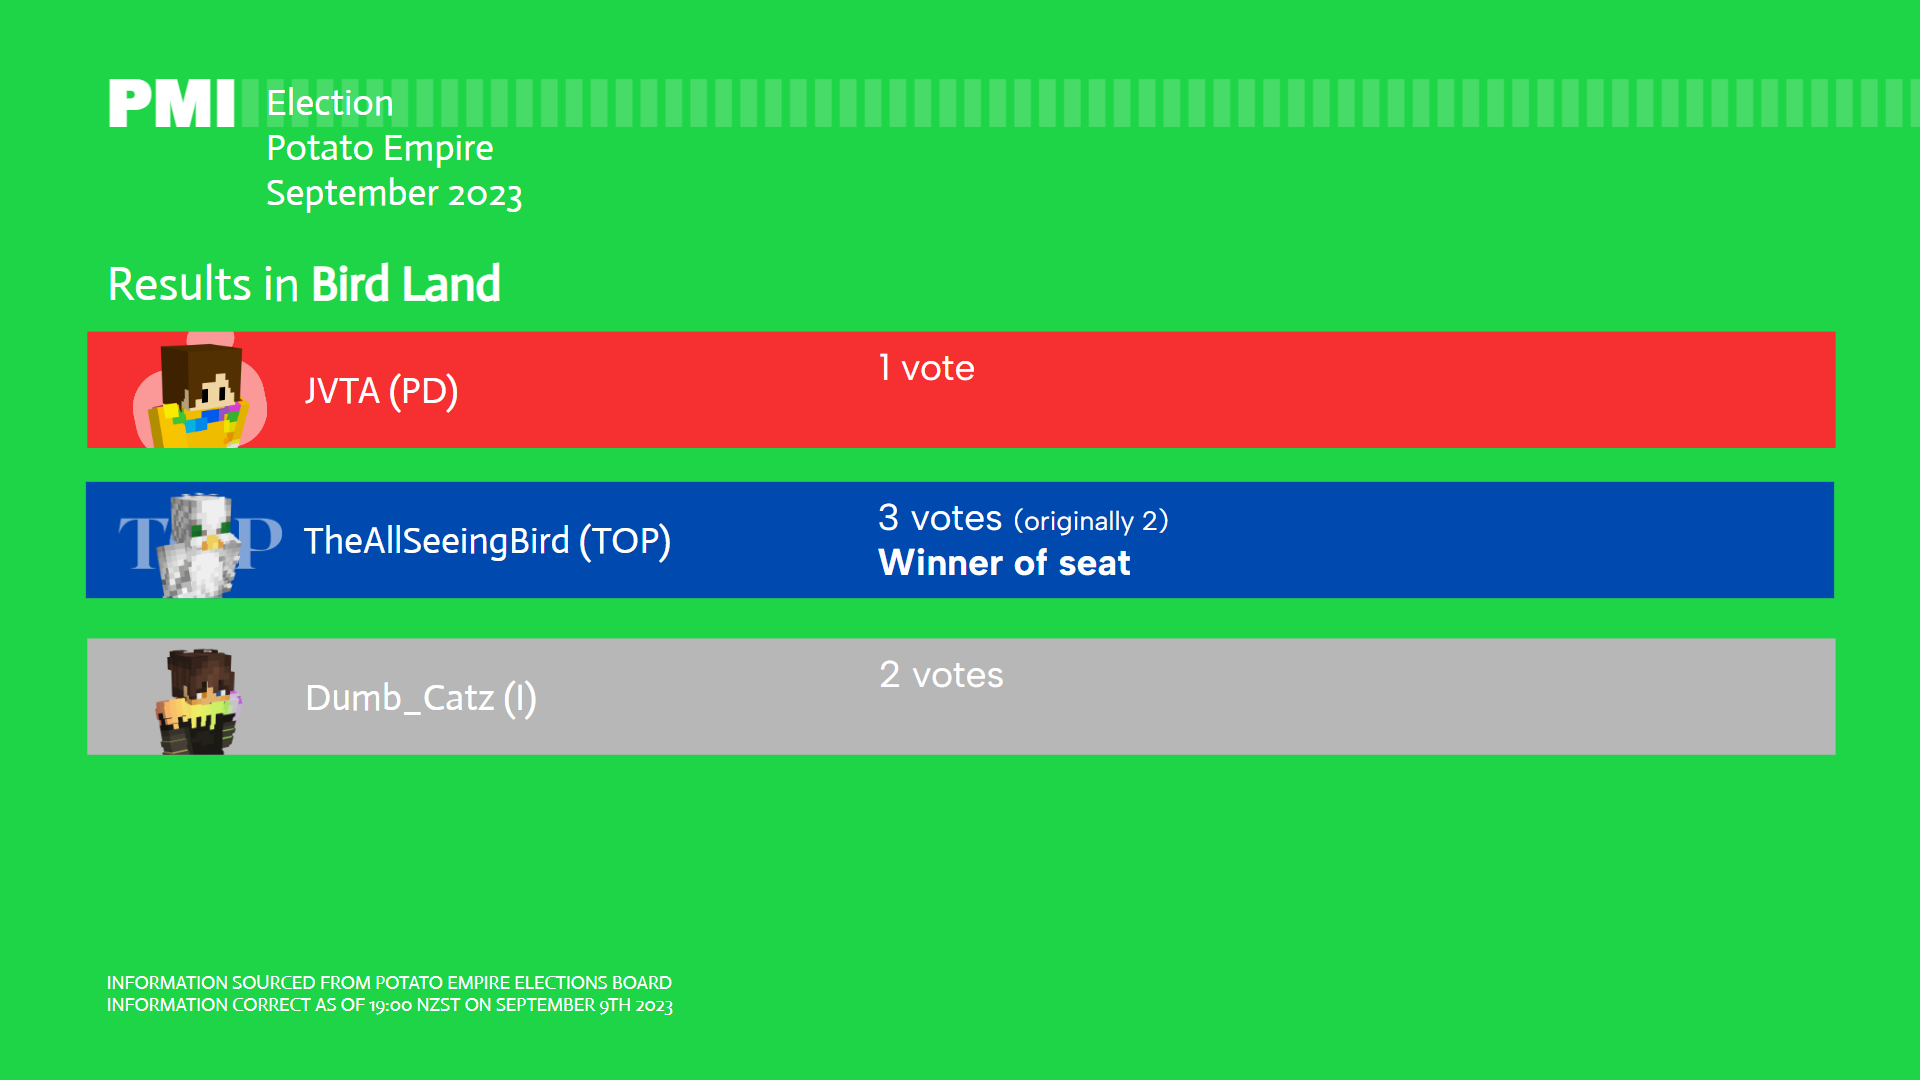 PMI Election
Potato Empire
September 2023
Results in Bird Land
JVTA (PD)
1 vote
TOP
TheAllSeeingBird (TOP)
3 votes (originally 2)
Winner of seat
Dumb_Catz (I)
2 votes
INFORMATION SOURCED FROM POTATO EMPIRE ELECTIONS BOARD
INFORMATION CORRECT AS OF 19:00 NZST ON SEPTEMBER 9TH 2023